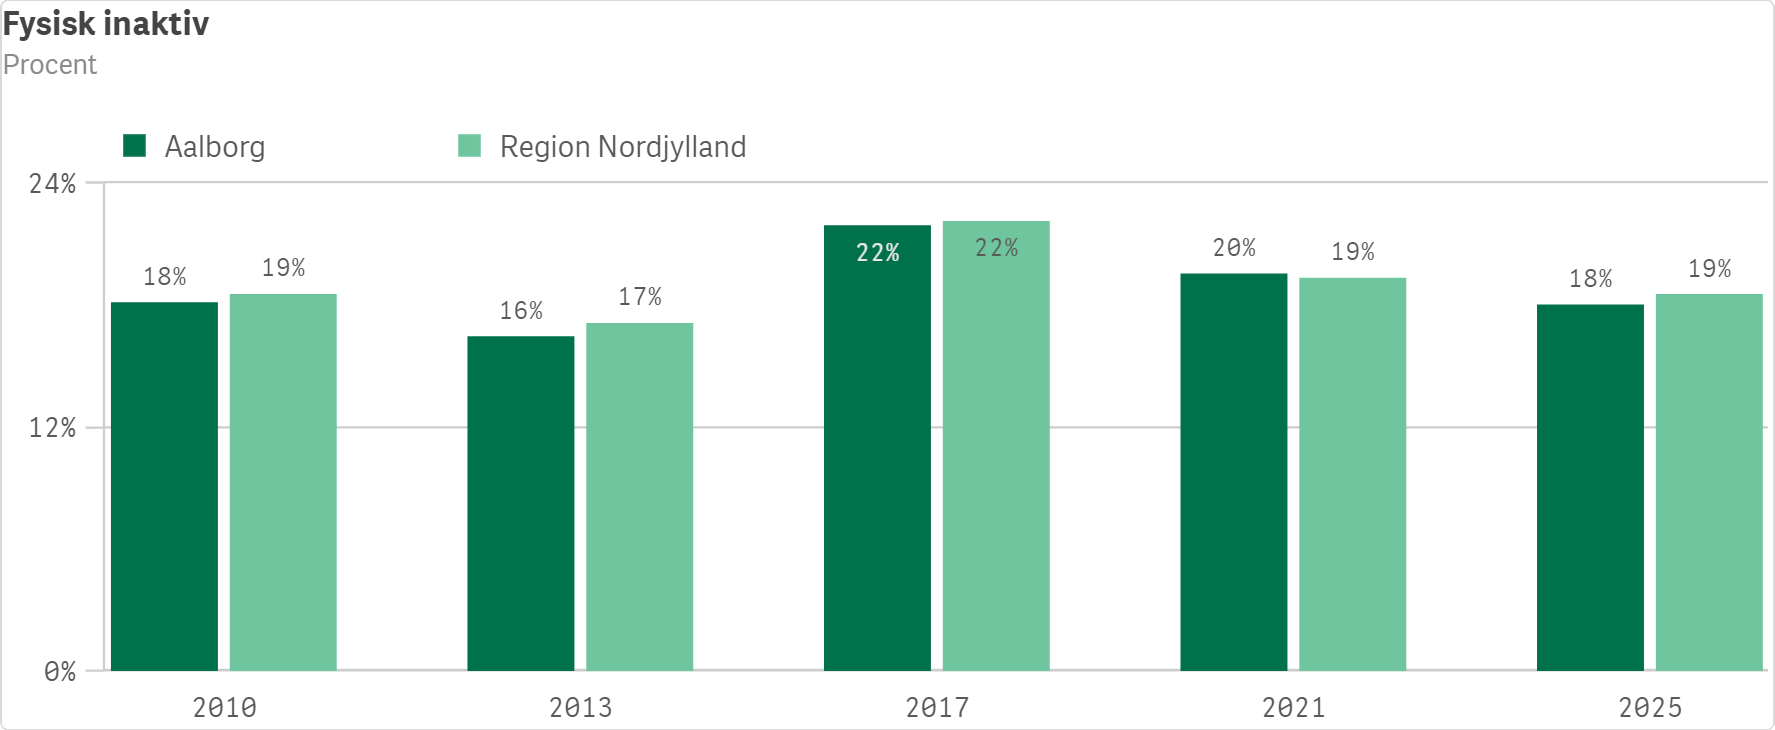 Fysisk inaktiv
Procent
Aalborg Region Nordjylland
24%
12%
0%
18% 19% 16% 17% 22% 22% 20% 19% 18% 19%
2010 2013 2017 2021 2025